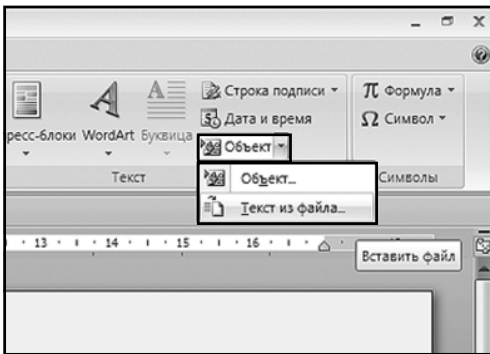 Строка подписи
π Формула
Дата и время
Ω Символ
ресс-блоки WordArt Буквица
Объект
Текст
Символы
Объект...
Текст из файла...
13 14 15 16
Вставить файл